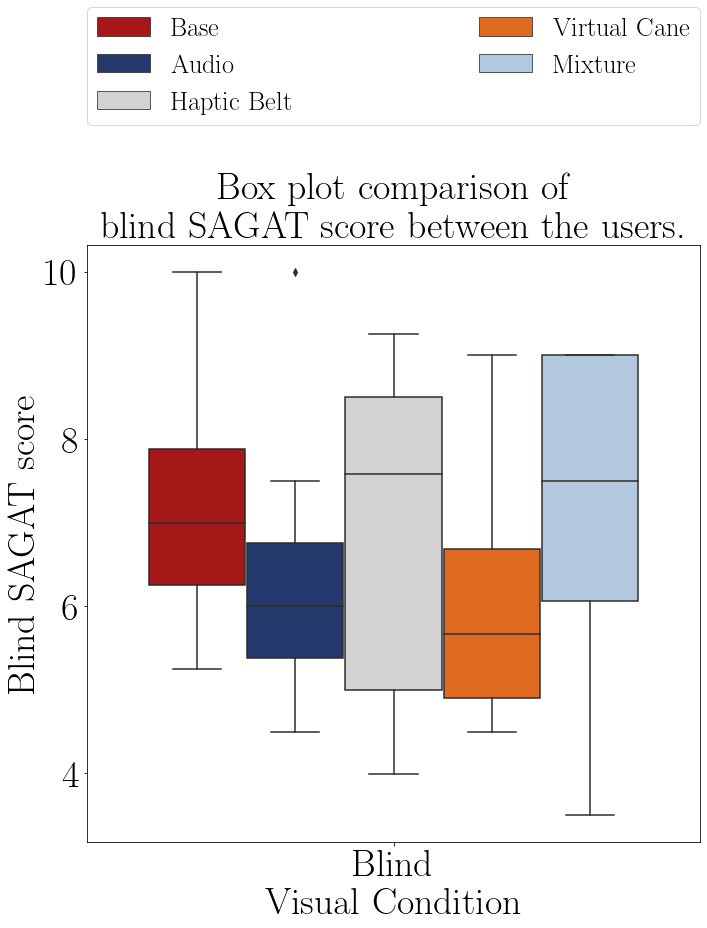 Base
Audio
Haptic Belt
Virtual Cane
Mixture
Box plot comparison of
blind SAGAT score between the users.
Blind SAGAT score
10
8
6
4
Blind
Visual Condition